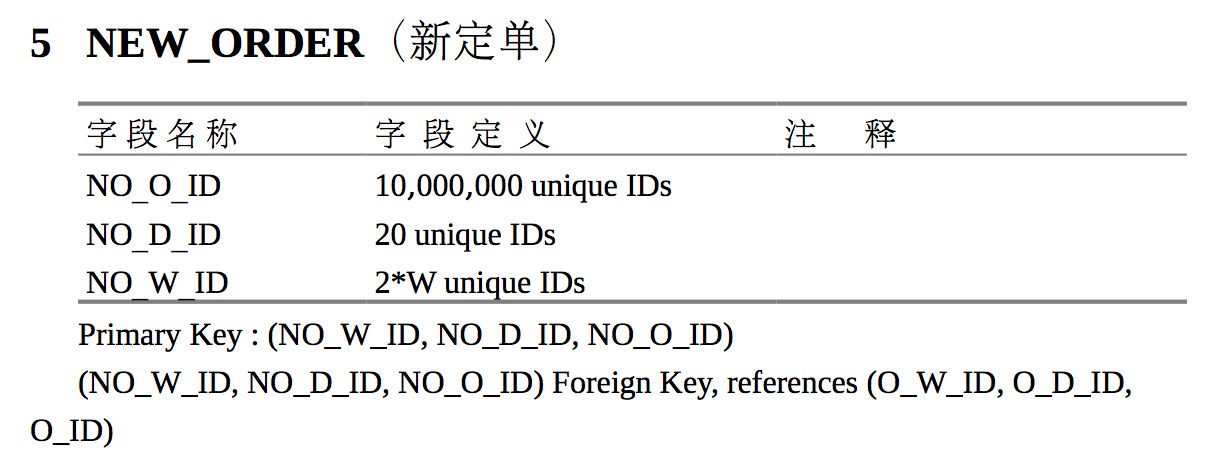 5 NEW_ORDER（新定单）
字段名称 字段定义 注 释
NO_O_ID 10,000,000 unique IDs
NO_D_ID 20 unique IDs
NO_W_ID 2*W unique IDs
Primary Key : (NO_W_ID, NO_D_ID, NO_O_ID)
(NO_W_ID, NO_D_ID, NO_O_ID) Foreign Key, references (O_W_ID, O_D_ID,
O_ID)